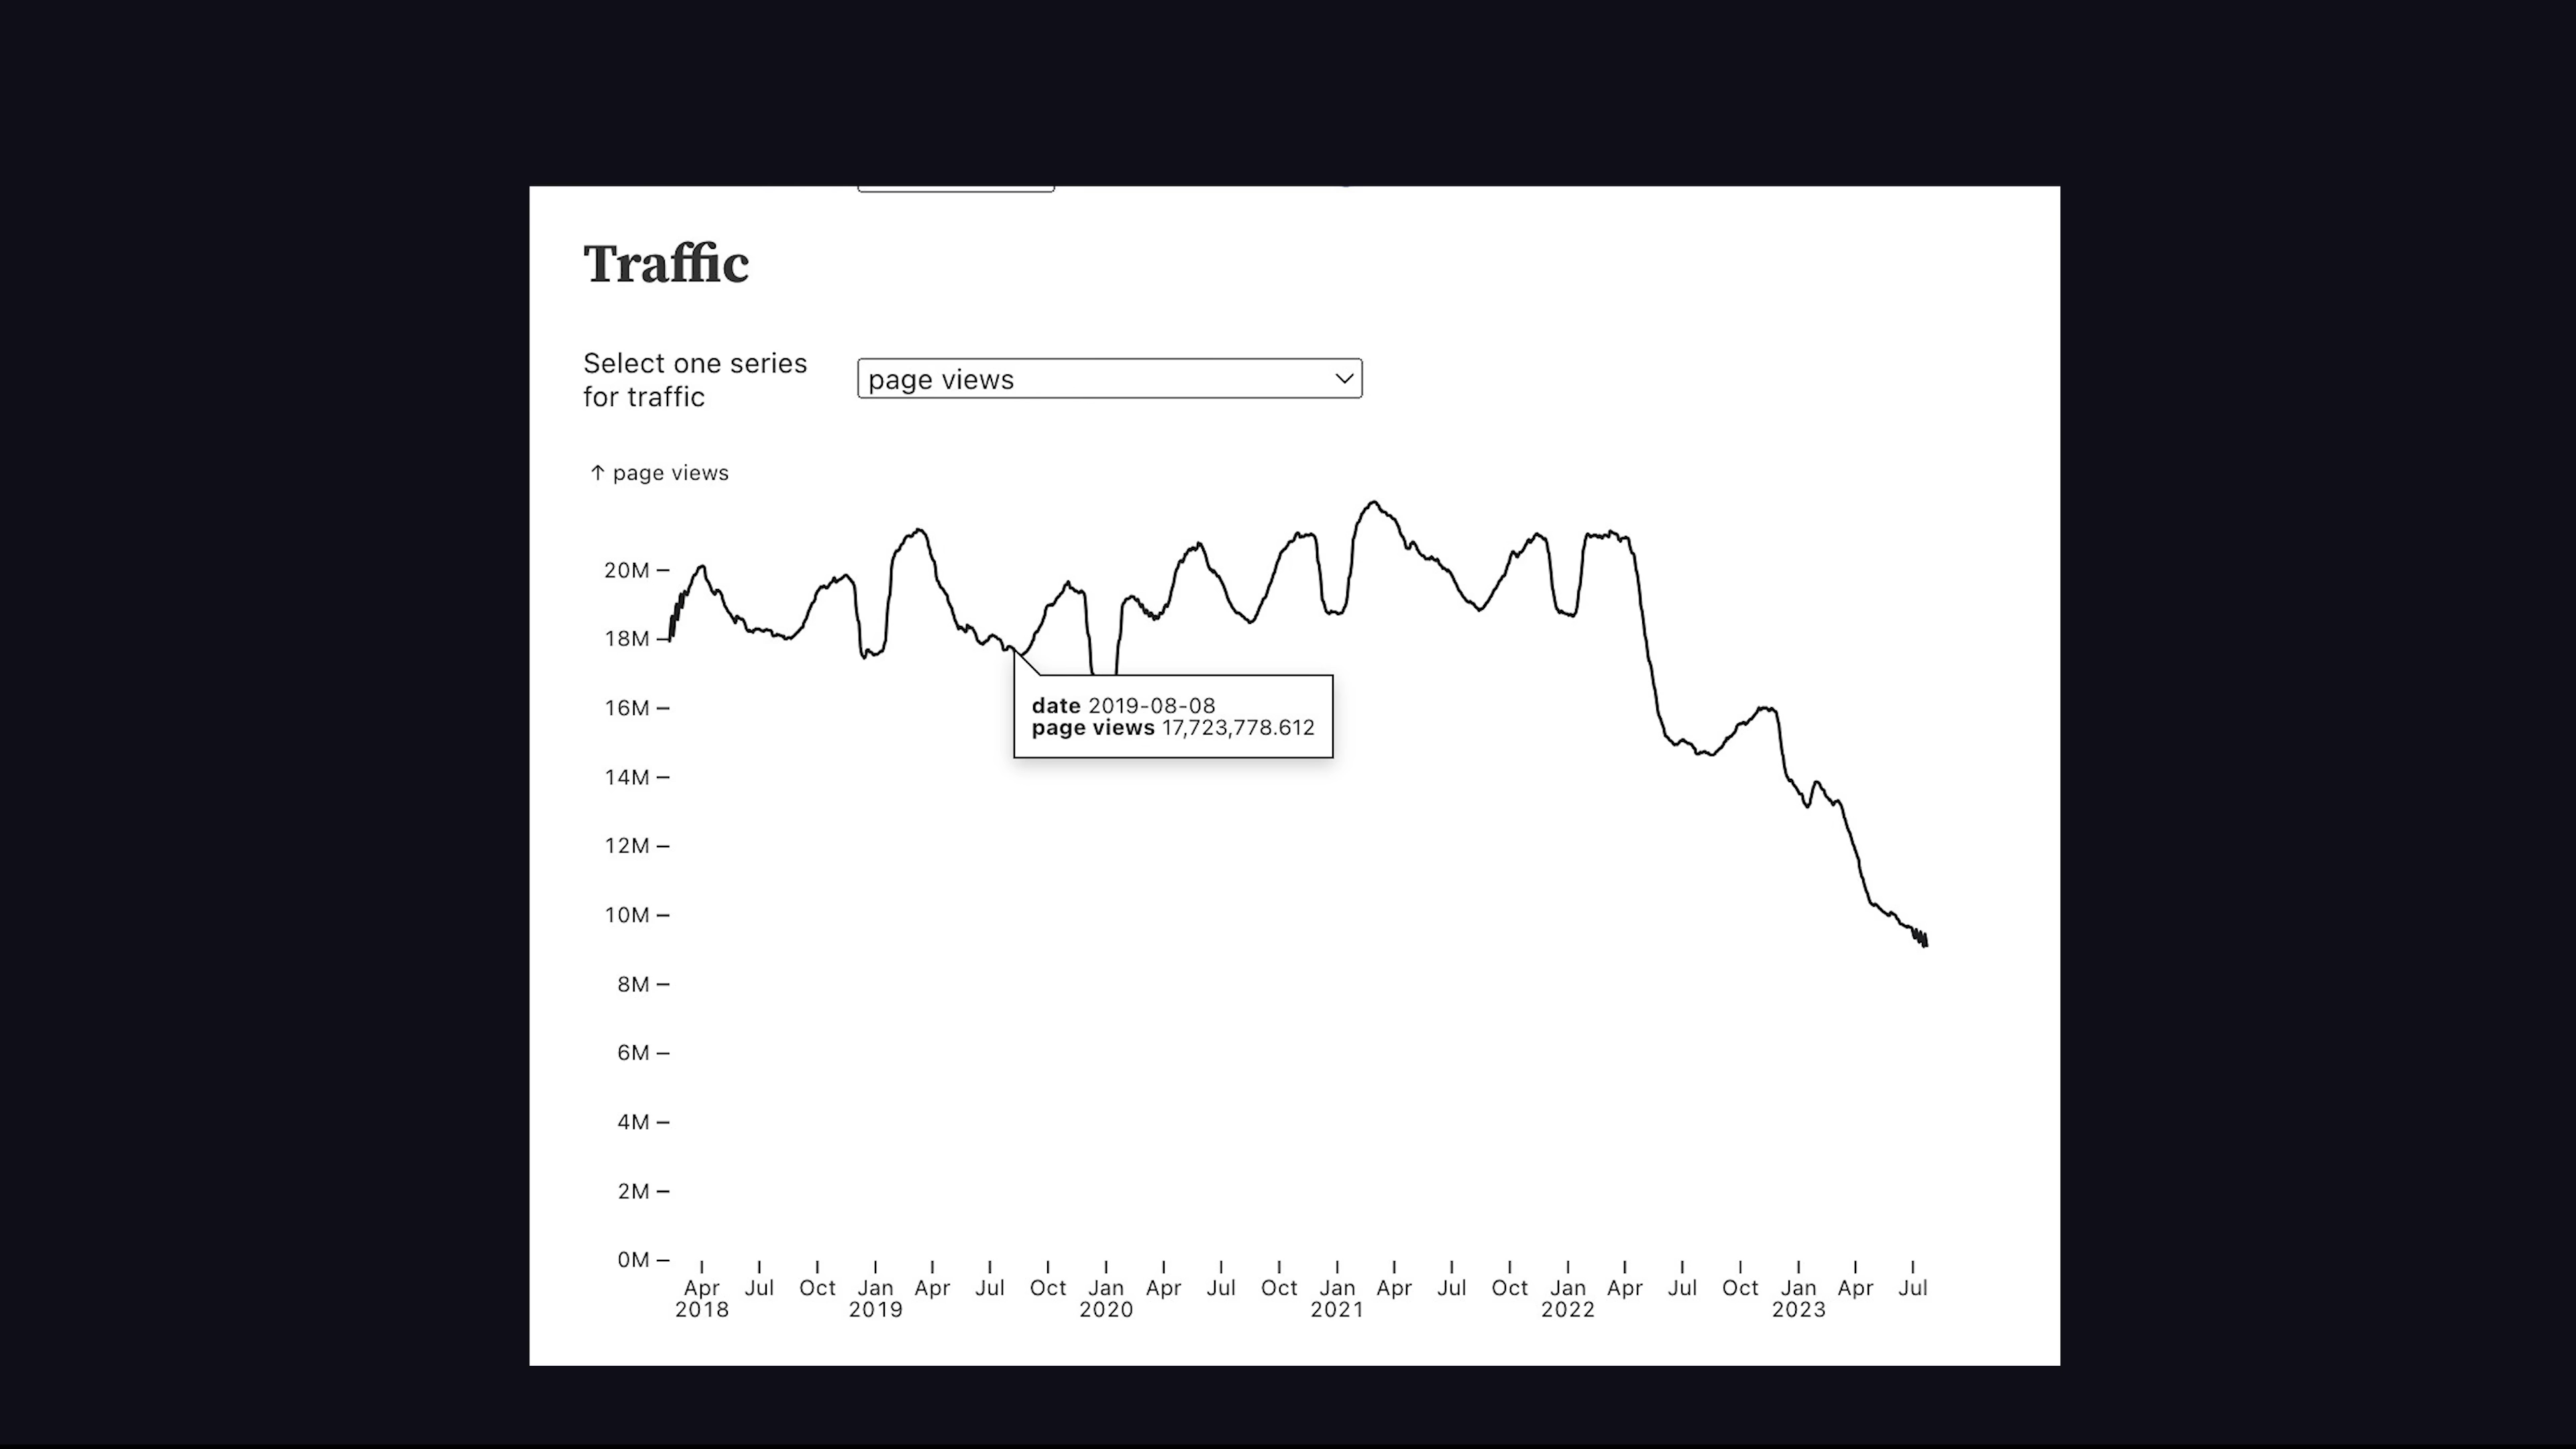 Traffic
Select one series
for traffic
page views
↑ page views
20M
18M
16M
14M
12M
10M
8M
6M
4M
2M
0M
date 2019-08-08
page views 17,723,778.612
Apr Jul Oct Jan Apr Jul Oct Jan Apr Jul Oct Jan Apr Jul Oct Jan Apr Jul Oct Jan Apr Jul
2018 2019 2020 2021 2022 2023